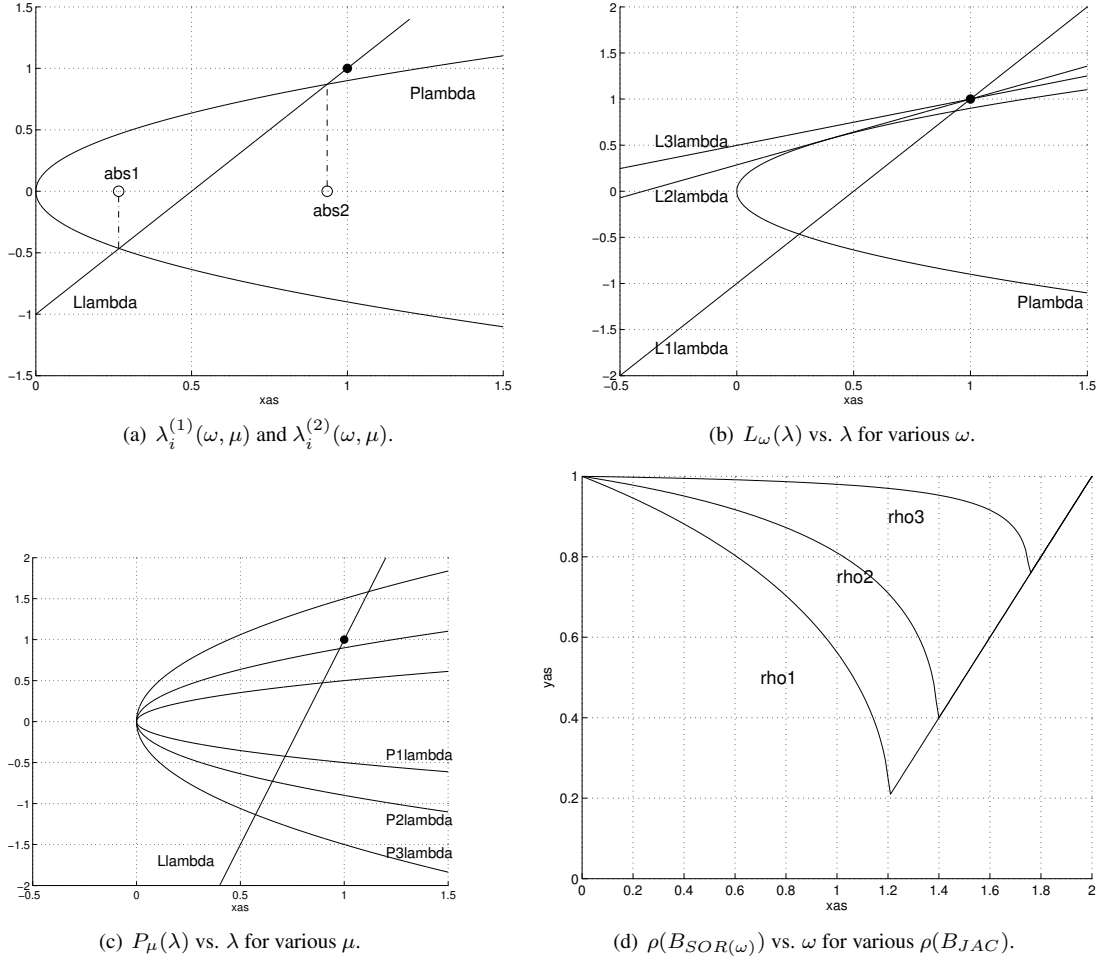 1.5
1
0.5
0
−0.5
−1
−1.5
0
0.5
1
1.5
xas
Plambda
abs1
abs2
Llambda
(a) λ_i^{(1)}(ω, μ) and λ_i^{(2)}(ω, μ).
2
1.5
1
0.5
0
−0.5
−1
−1.5
−2
−0.5
0
0.5
1
1.5
xas
L3lambda
L2lambda
Plambda
L1lambda
(b) L_ω(λ) vs. λ for various ω.
2
1.5
1
0.5
0
−0.5
−1
−1.5
−2
−0.5
0
0.5
1
1.5
xas
P1lambda
P2lambda
P3lambda
Llambda
(c) P_μ(λ) vs. λ for various μ.
1
0.8
0.6
0.4
0.2
0
0
0.2
0.4
0.6
0.8
1
1.2
1.4
1.6
1.8
2
xas
yas
rho3
rho2
rho1
(d) ρ(B_{SOR(ω)}) vs. ω for various ρ(B_{JAC}).